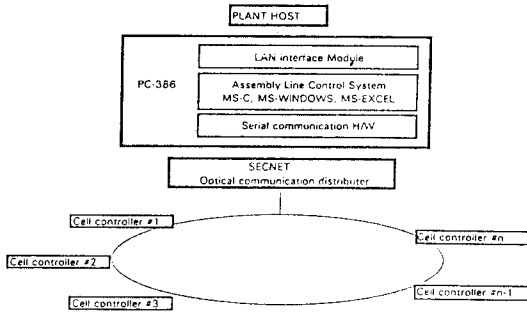 PLANT HOST
LAN interface Module
PC-386
Assembly Line Control System
MS-C, MS-WINDOWS, MS-EXCEL
Serial communication H/W
SECNET
Optical communication distributer
Cell controller #1
Cell controller #n
Cell controller #2
Cell controller #3
Cell controller #n-1